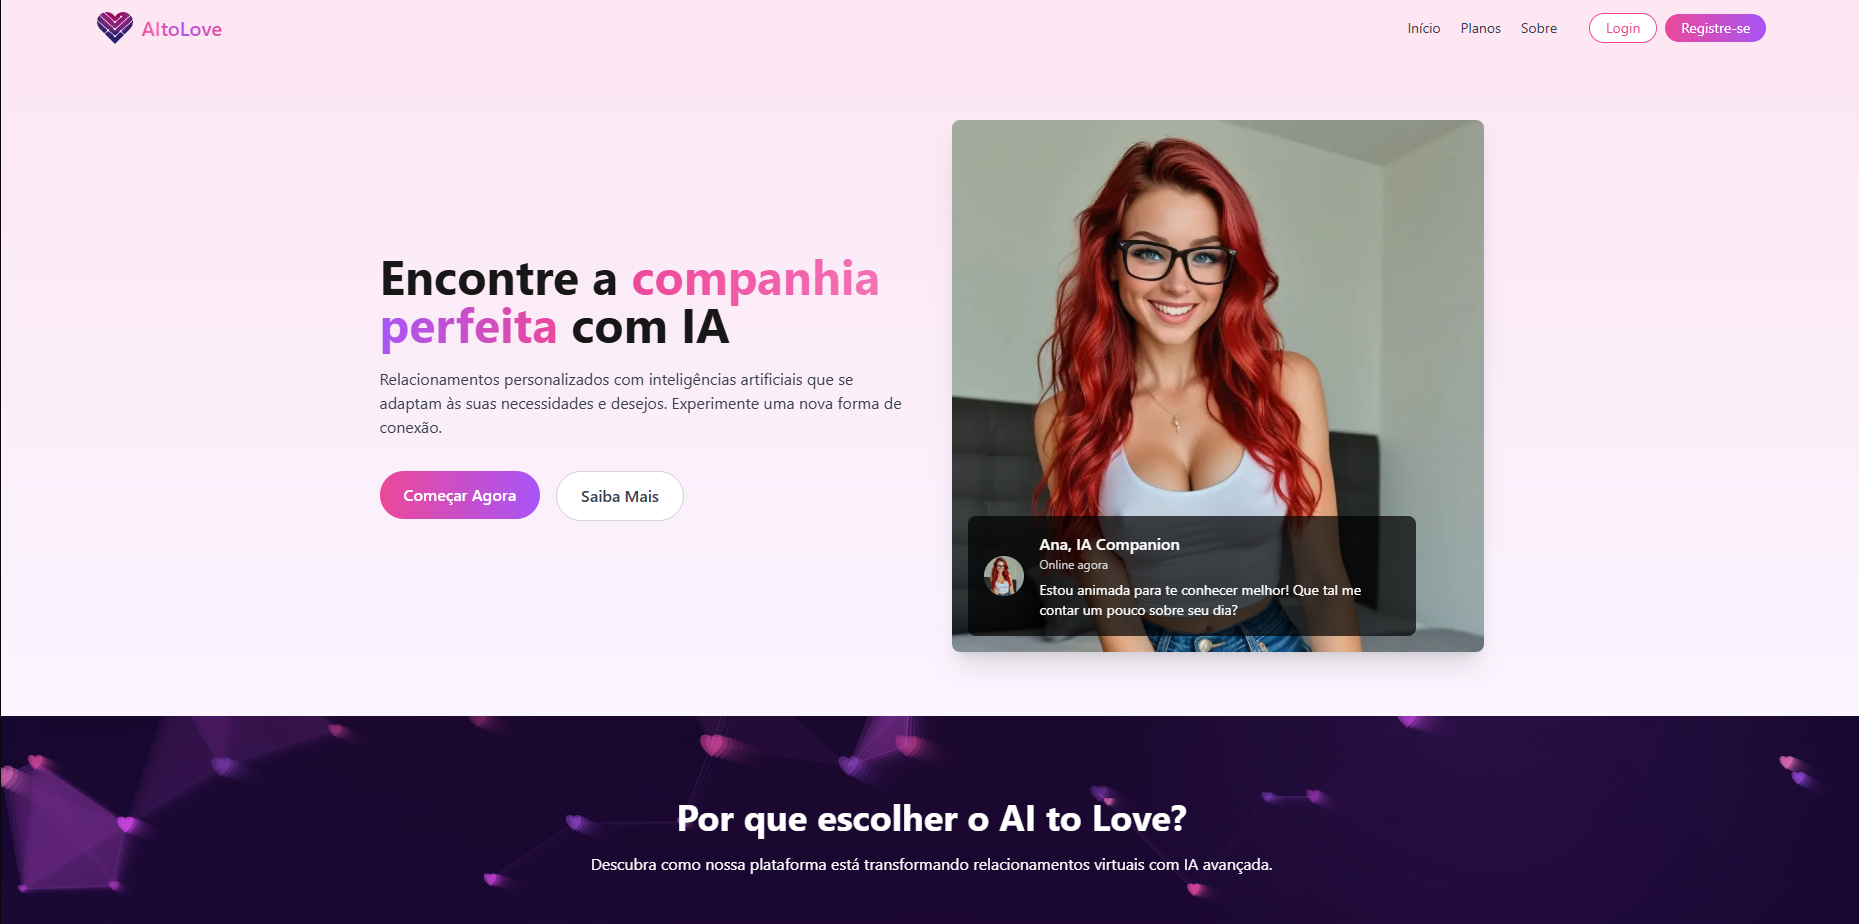 AItoLove
Início
Planos
Sobre
Login
Registre-se
Encontre a companhia
perfeita com IA
Relacionamentos personalizados com inteligências artificiais que se
adaptam às suas necessidades e desejos. Experimente uma nova forma de
conexão.
Começar Agora
Saiba Mais
Ana, IA Companion
Online agora
Estou animada para te conhecer melhor! Que tal me
contar um pouco sobre seu dia?
Por que escolher o AI to Love?
Descubra como nossa plataforma está transformando relacionamentos virtuais com IA avançada.